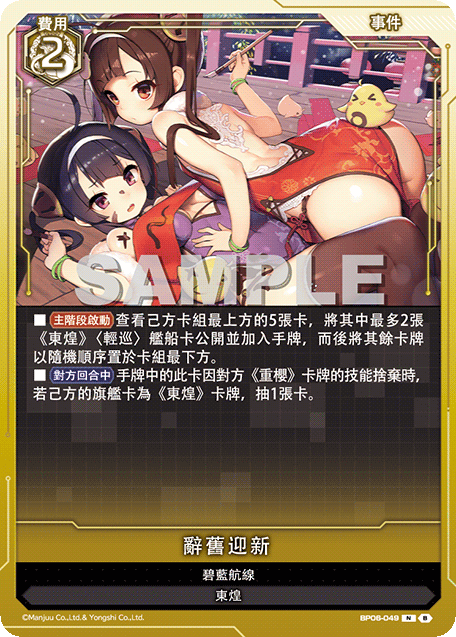 費用
事件
2
SAMPLE
■ 主階段啟動 查看己方卡組最上方的5張卡，將其中最多2張
《東煌》〈輕巡〉艦船卡公開並加入手牌，而後將其餘卡牌
以隨機順序置於卡組最下方。
■ 對方回合中 手牌中的此卡因對方《重櫻》卡牌的技能捨棄時，
若己方的旗艦卡為《東煌》卡牌，抽1張卡。
辭舊迎新
碧藍航線
東煌
©Manjuu Co.,Ltd. & Yongshi Co.,Ltd.
BP06-049 N B